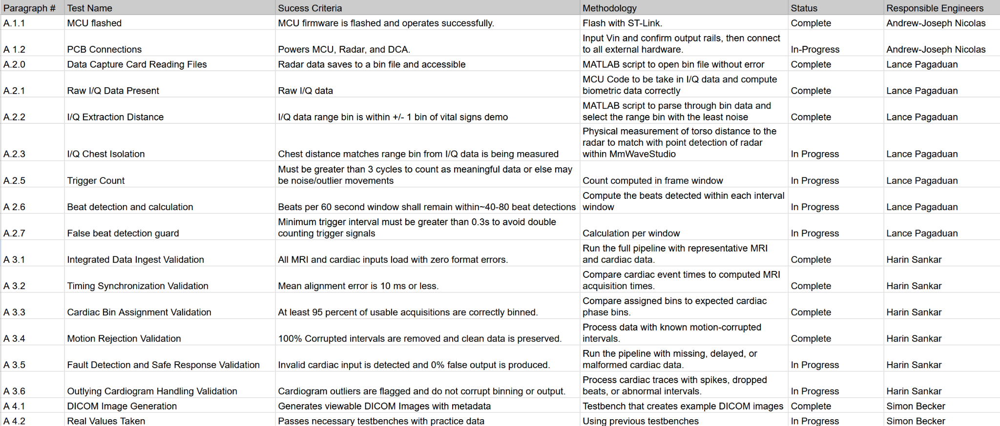 Paragraph # Test Name Sucess Criteria Methodology Status Responsible Engineers
A.1.1 MCU flashed MCU firmware is flashed and operates successfully. Flash with ST-Link. Complete Andrew-Joseph Nicolas
Input Vin and confirm output rails, then connect
A 1.2 PCB Connections Powers MCU, Radar, and DCA. to all external hardware. In-Progress Andrew-Joseph Nicolas
A.2.0 Data Capture Card Reading Files Radar data saves to a bin file and accessible MATLAB script to open bin file without error Complete Lance Pagaduan
MCU Code to be take in I/Q data and compute
A.2.1 Raw I/Q Data Present Raw I/Q data biometric data correctly Complete Lance Pagaduan
MATLAB script to parse through bin data and
A.2.2 I/Q Extraction Distance I/Q data range bin is within +/- 1 bin of vital signs demo select the range bin with the least noise Complete Lance Pagaduan
Physical measurement of torso distance to the
radar to match with point detection of radar
A.2.3 I/Q Chest Isolation Chest distance matches range bin from I/Q data is being measured within MmWaveStudio In Progress Lance Pagaduan
Must be greater than 3 cycles to count as meaningful data or else may
A.2.5 Trigger Count be noise/outlier movements Count computed in frame window In Progress Lance Pagaduan
Compute the beats detected within each interval
A 2.6 Beat detection and calculation Beats per 60 second window shall remain within~40-80 beat detections window In Progress Lance Pagaduan
Minimum trigger interval must be greater than 0.3s to avoid double
A.2.7 False beat detection guard counting trigger signals Calculation per window In Progress Lance Pagaduan
Run the full pipeline with representative MRI
A 3.1 Integrated Data Ingest Validation All MRI and cardiac inputs load with zero format errors. and cardiac data. Complete Harin Sankar
Compare cardiac event times to computed MRI
A 3.2 Timing Synchronization Validation Mean alignment error is 10 ms or less. acquisition times. Complete Harin Sankar
Compare assigned bins to expected cardiac
A 3.3 Cardiac Bin Assignment Validation At least 95 percent of usable acquisitions are correctly binned. phase bins. Complete Harin Sankar
Process data with known motion-corrupted
A 3.4 Motion Rejection Validation 100% Corrupted intervals are removed and clean data is preserved. intervals. Complete Harin Sankar
Run the pipeline with missing, delayed, or
A 3.5 Fault Detection and Safe Response Validation Invalid cardiac input is detected and 0% false output is produced. malformed cardiac data. In Progress Harin Sankar
Process cardiac traces with spikes, dropped
A 3.6 Outlying Cardiogram Handling Validation Cardiogram outliers are flagged and do not corrupt binning or output. beats, or abnormal intervals. In Progress Harin Sankar
A 4.1 DICOM Image Generation Generates viewable DICOM Images with metadata Testbench that creates example DICOM images Complete Simon Becker
A 4.2 Real Values Taken Passes necessary testbenches with practice data Using previous testbenches In Progress Simon Becker